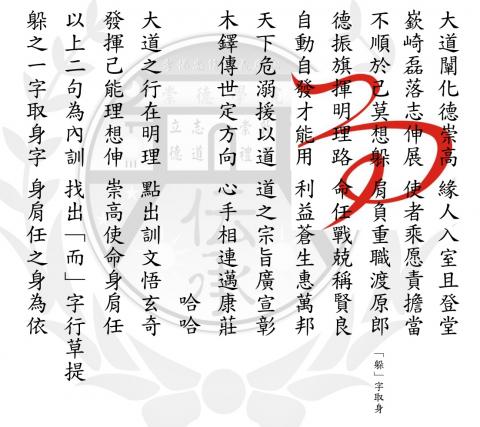 大道闡化德崇高 緣人入室且登堂
嶔崎磊落志伸展 使者乘愿責擔當
不順於己莫想躲 肩負重職渡原郎 「躲」字取身
德振旗揮明理路 命任戰兢稱賢良
自動自發才能用 利益蒼生惠萬邦
天下危溺援以道 道之宗旨廣宣彰
木鐸傳世定方向 心手相連邁康莊
哈哈
大道之行在明理 點出訓文悟玄奇
發揮己能理想伸 崇高使命身肩任
以上二句為內訓 找出「而」字行草提
躲之一字取身字 身肩任之身為依